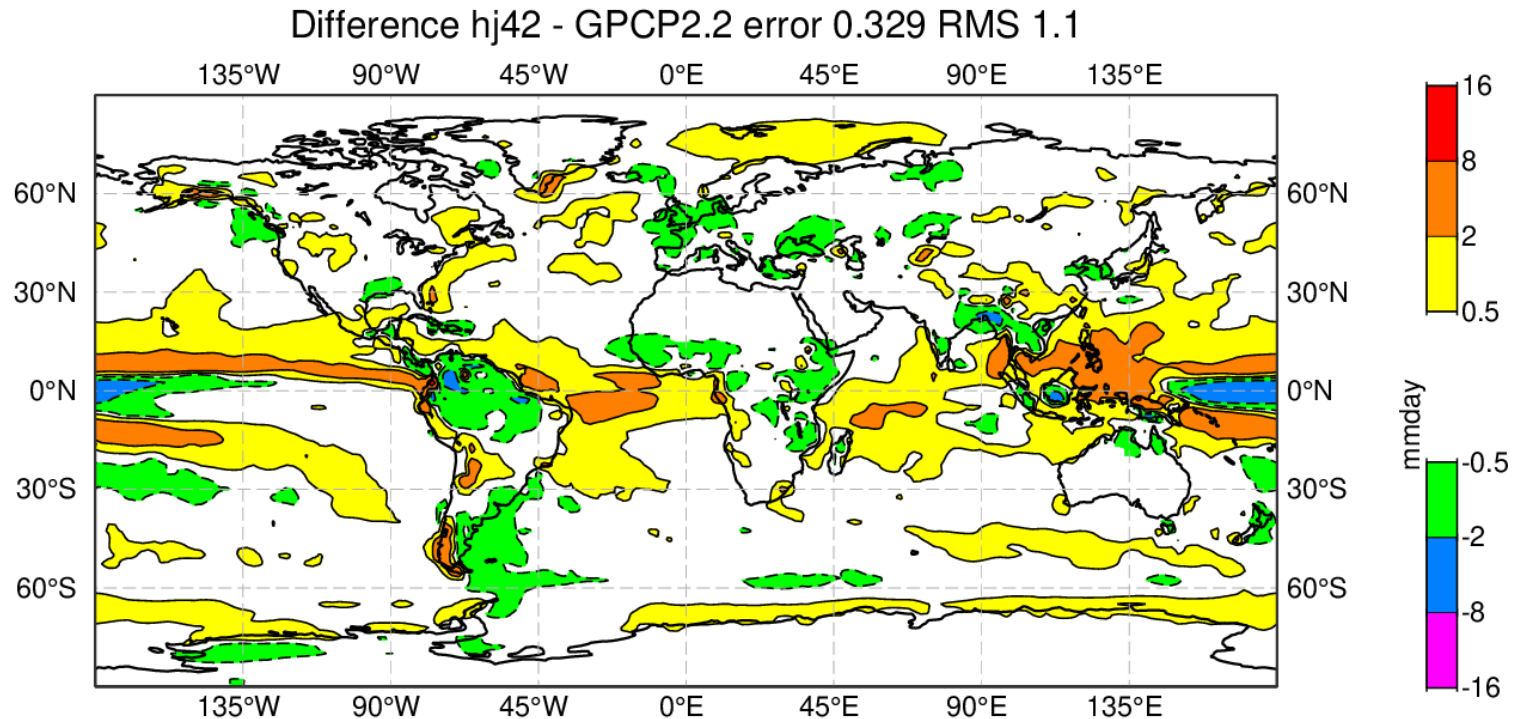 Difference hj42 - GPCP2.2 error 0.329 RMS 1.1
135°W 90°W 45°W 0°E 45°E 90°E 135°E
60°N 60°N
30°N 30°N
0°N 0°N
30°S 30°S
60°S 60°S
135°W 90°W 45°W 0°E 45°E 90°E 135°E
16
8
2
0.5
mmday
-0.5
-2
-8
-16